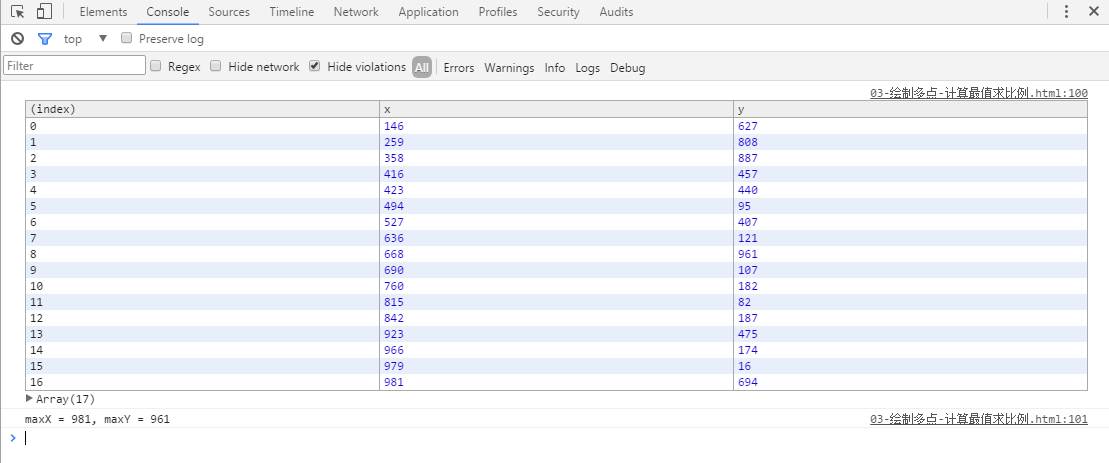 Elements Console Sources Timeline Network Application Profiles Security Audits
top Preserve log
Filter Regex Hide network Hide violations All Errors Warnings Info Logs Debug
03-绘制多点-计算最值求比例.html:100
(index) x y
0 146 627
1 259 808
2 358 887
3 416 457
4 423 440
5 494 95
6 527 407
7 636 121
8 668 961
9 690 107
10 760 182
11 815 82
12 842 187
13 923 475
14 966 174
15 979 16
16 981 694
Array(17)
maxX = 981, maxY = 961 03-绘制多点-计算最值求比例.html:101